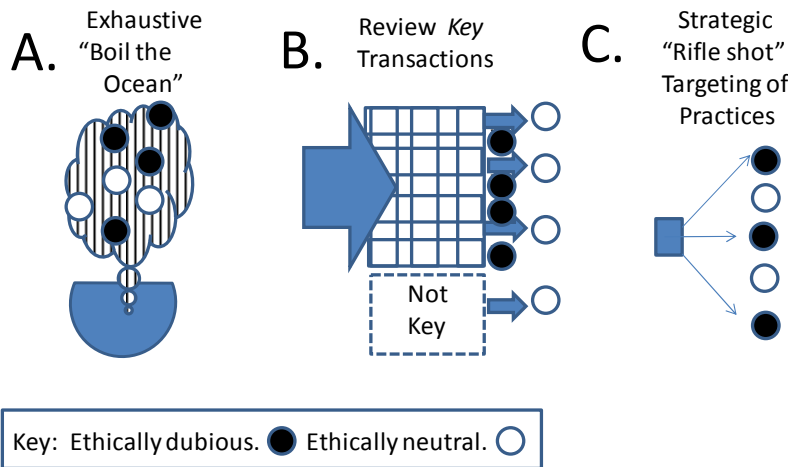 A.
Exhaustive
“Boil the
Ocean”
B.
Review Key
Transactions
Not
Key
C.
Strategic
“Rifle shot”
Targeting of
Practices
Key: Ethically dubious. Ethically neutral.